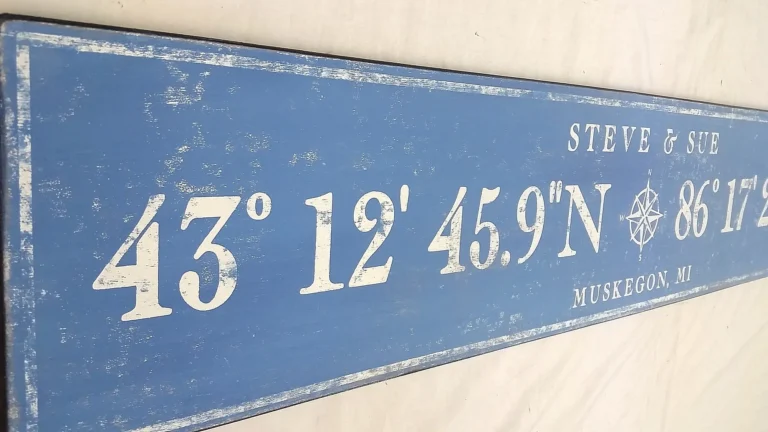 STEVE & SUE
43° 12' 45.9"N 86° 17'
MUSKEGON, MI